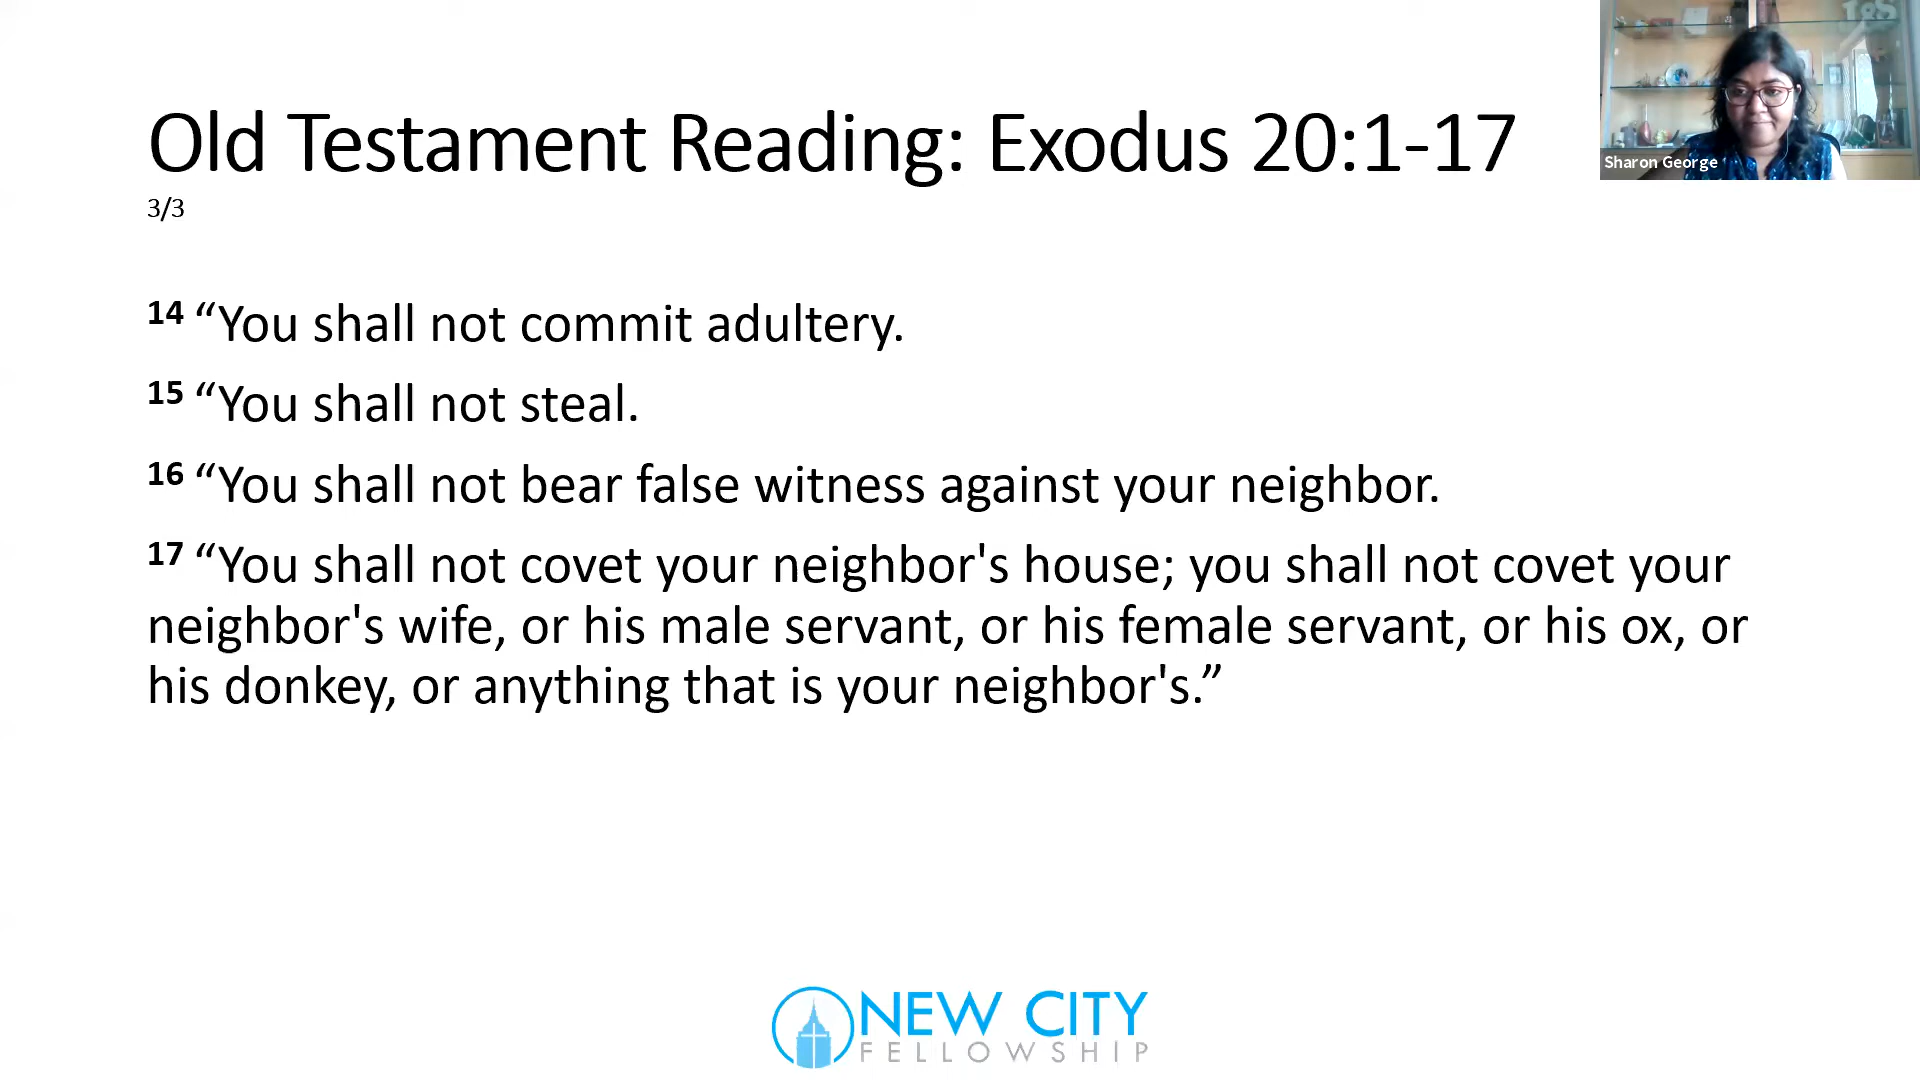 Old Testament Reading: Exodus 20:1-17
3/3
Sharon George
14 “You shall not commit adultery.
15 “You shall not steal.
16 “You shall not bear false witness against your neighbor.
17 “You shall not covet your neighbor's house; you shall not covet your
neighbor's wife, or his male servant, or his female servant, or his ox, or
his donkey, or anything that is your neighbor's.”
NEW CITY
FELLOWSHIP